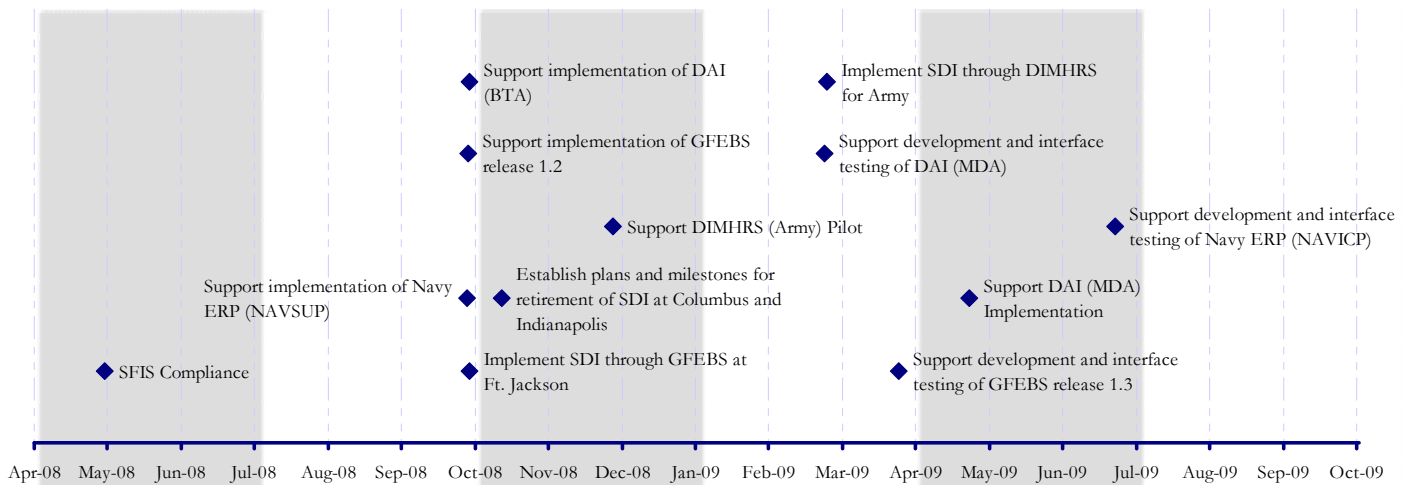 Support implementation of DAI
(BTA)
Implement SDI through DIMHRS
for Army
Support implementation of GFEBS
release 1.2
Support development and interface
testing of DAI (MDA)
Support DIMHRS (Army) Pilot
Support development and interface
testing of Navy ERP (NAVICP)
Support implementation of Navy
ERP (NAVSUP)
Establish plans and milestones for
retirement of SDI at Columbus and
Indianapolis
Support DAI (MDA)
Implementation
SFIS Compliance
Implement SDI through GFEBS at
Ft. Jackson
Support development and interface
testing of GFEBS release 1.3
Apr-08 May-08 Jun-08 Jul-08 Aug-08 Sep-08 Oct-08 Nov-08 Dec-08 Jan-09 Feb-09 Mar-09 Apr-09 May-09 Jun-09 Jul-09 Aug-09 Sep-09 Oct-09